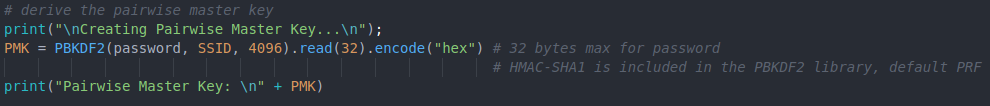 # derive the pairwise master key
print("\nCreating Pairwise Master Key...\n");
PMK = PBKDF2(password, SSID, 4096).read(32).encode("hex") # 32 bytes max for password
# HMAC-SHA1 is included in the PBKDF2 library, default PRF
print("Pairwise Master Key: \n" + PMK)